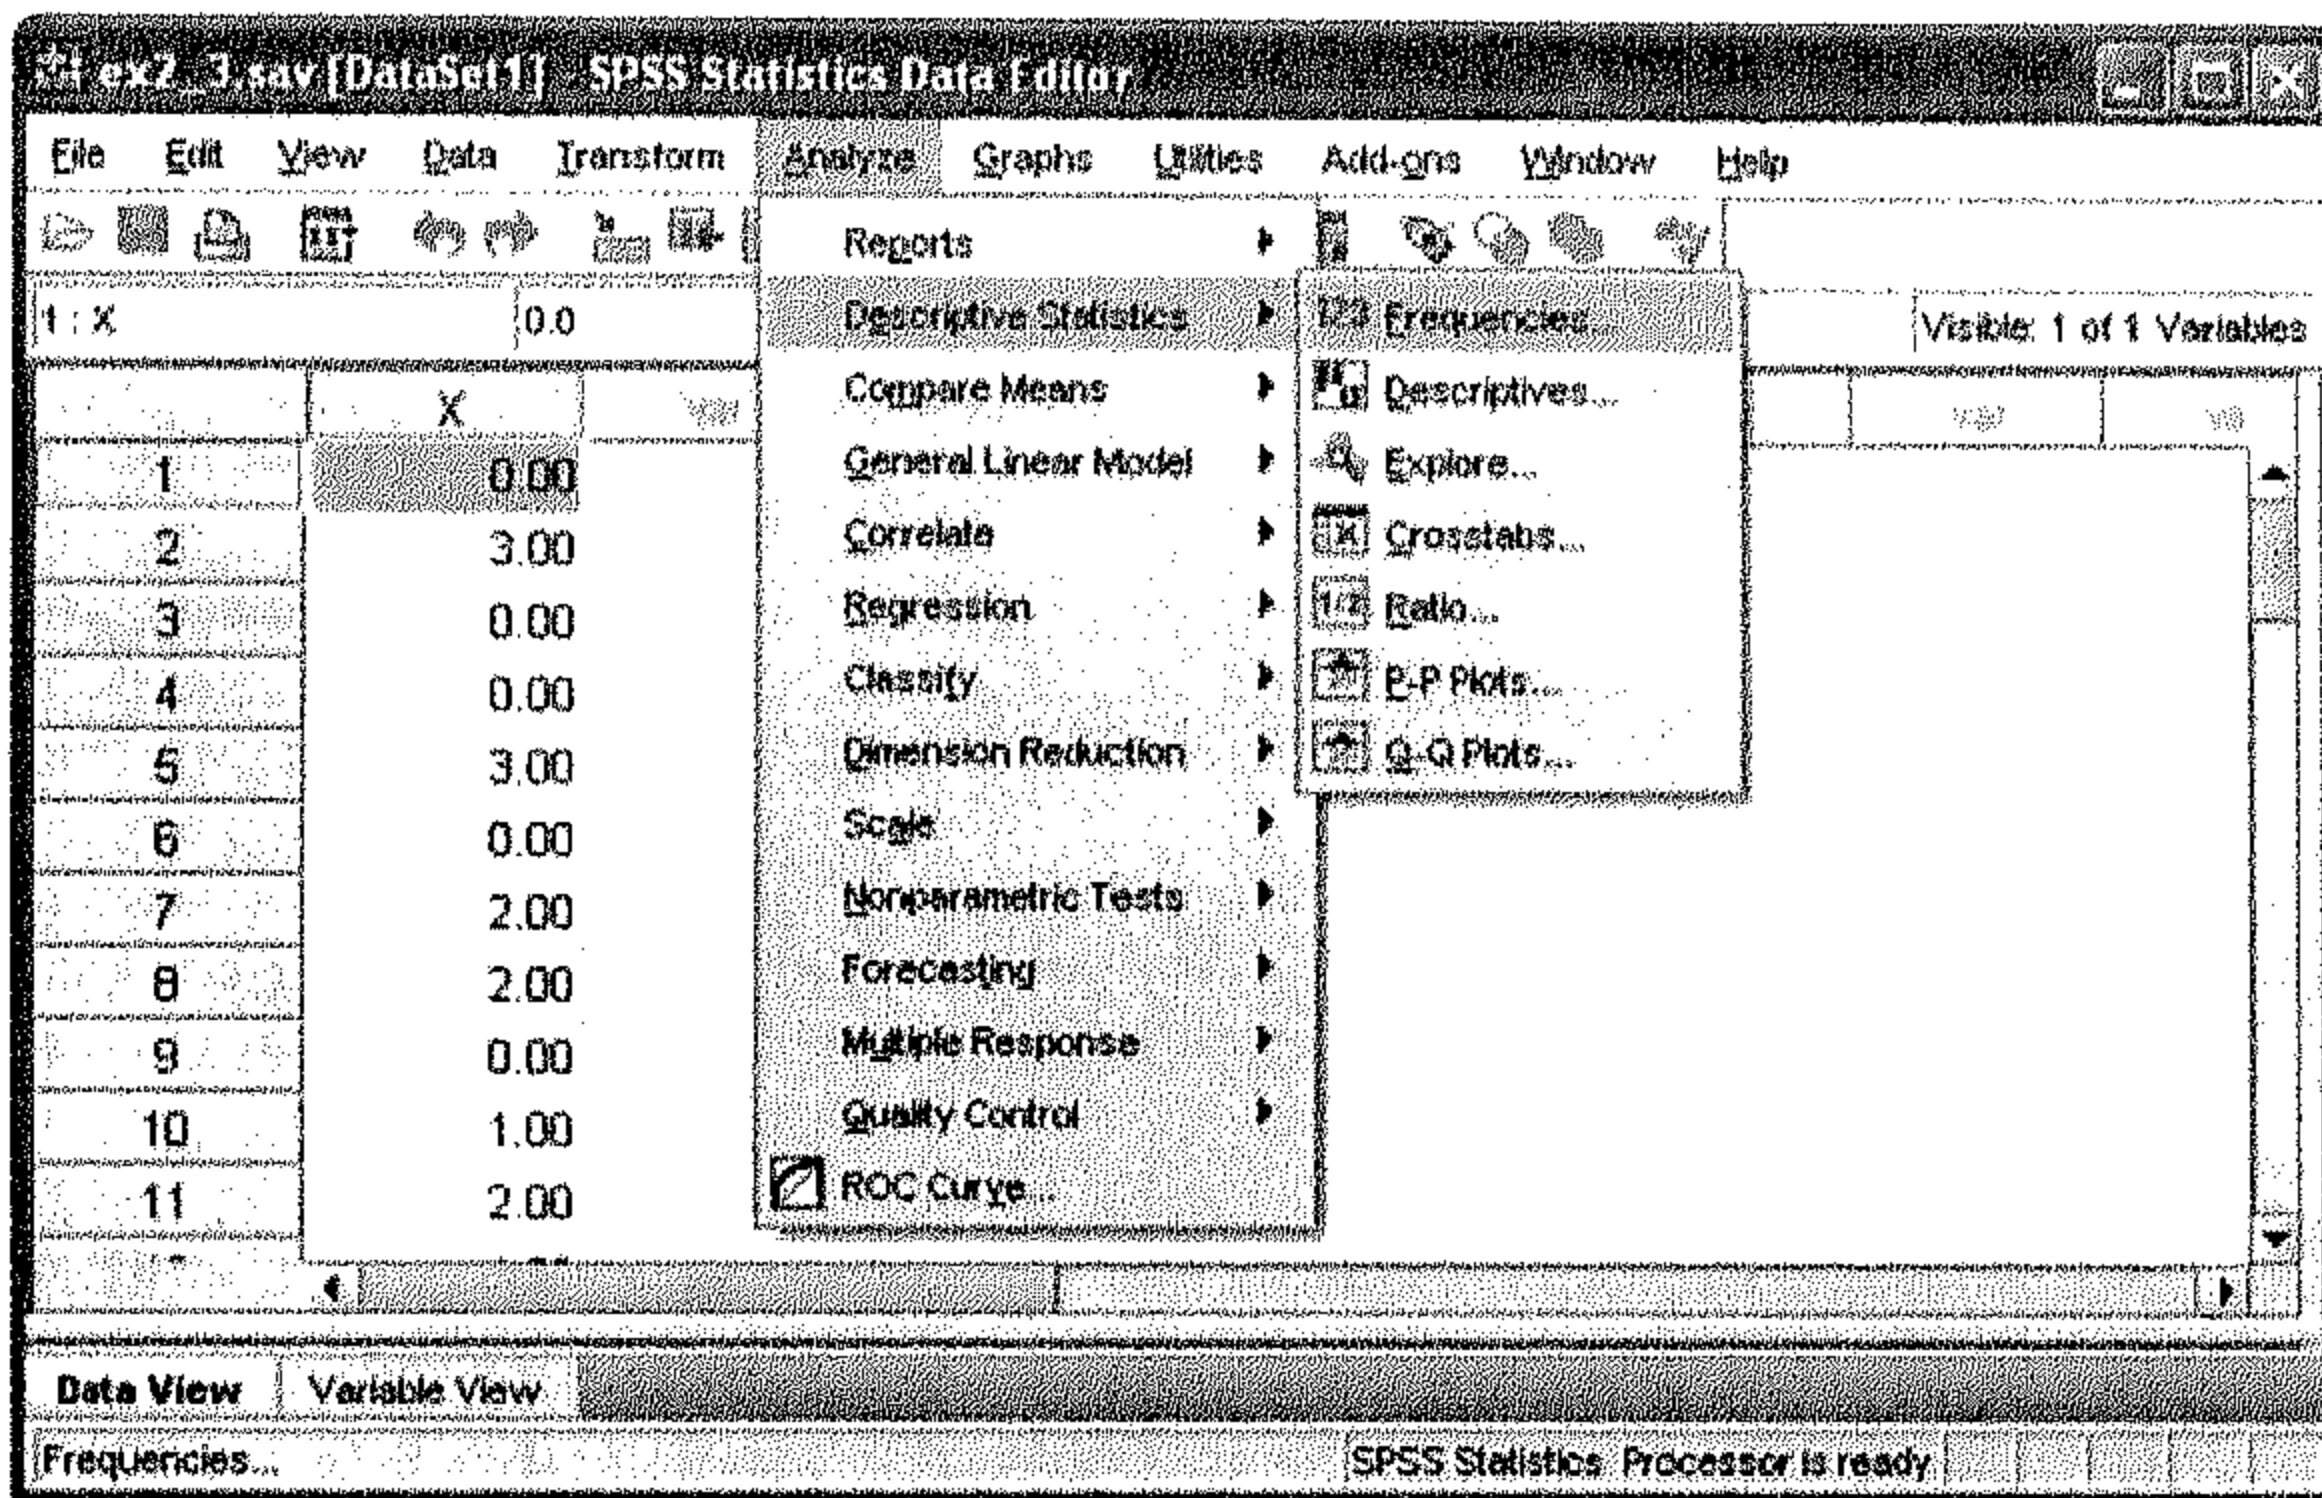 ex2_3.sav [DataSet1] - SPSS Statistics Data Editor
File Edit View Data Transform Analyze Graphs Utilities Add-ons Window Help
1 : X 0.0 Visible: 1 of 1 Variables
X var var
1 0.00
2 3.00
3 0.00
4 0.00
5 3.00
6 0.00
7 2.00
8 2.00
9 0.00
10 1.00
11 2.00
Reports
Descriptive Statistics
Compare Means
General Linear Model
Correlate
Regression
Classify
Dimension Reduction
Scale
Nonparametric Tests
Forecasting
Multiple Response
Quality Control
ROC Curve...
123 Frequencies...
Descriptives...
Explore...
Crosstabs...
1/2 Ratio...
P-P Plots...
Q-Q Plots...
Data View Variable View
Frequencies... SPSS Statistics Processor is ready